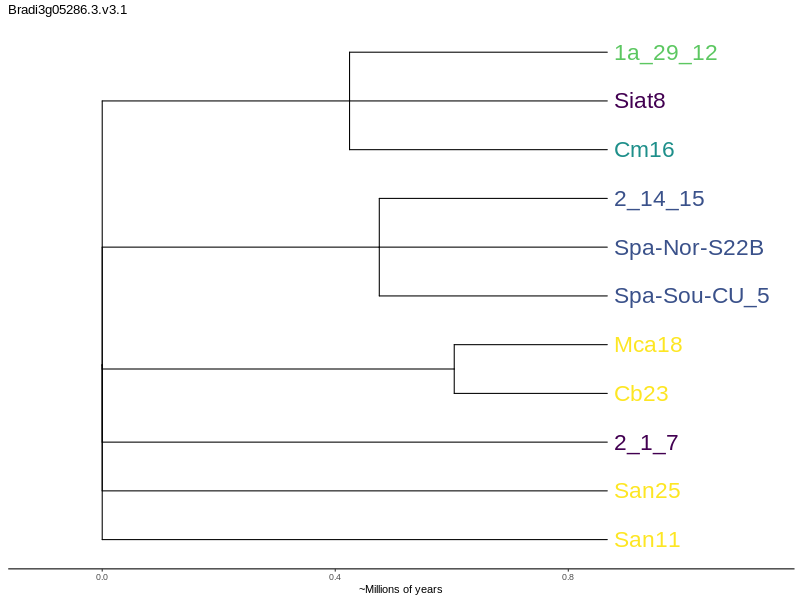 Bradi3g05286.3.v3.1
1a_29_12
Siat8
Cm16
2_14_15
Spa-Nor-S22B
Spa-Sou-CU_5
Mca18
Cb23
2_1_7
San25
San11
0.0 0.4 0.8
~Millions of years